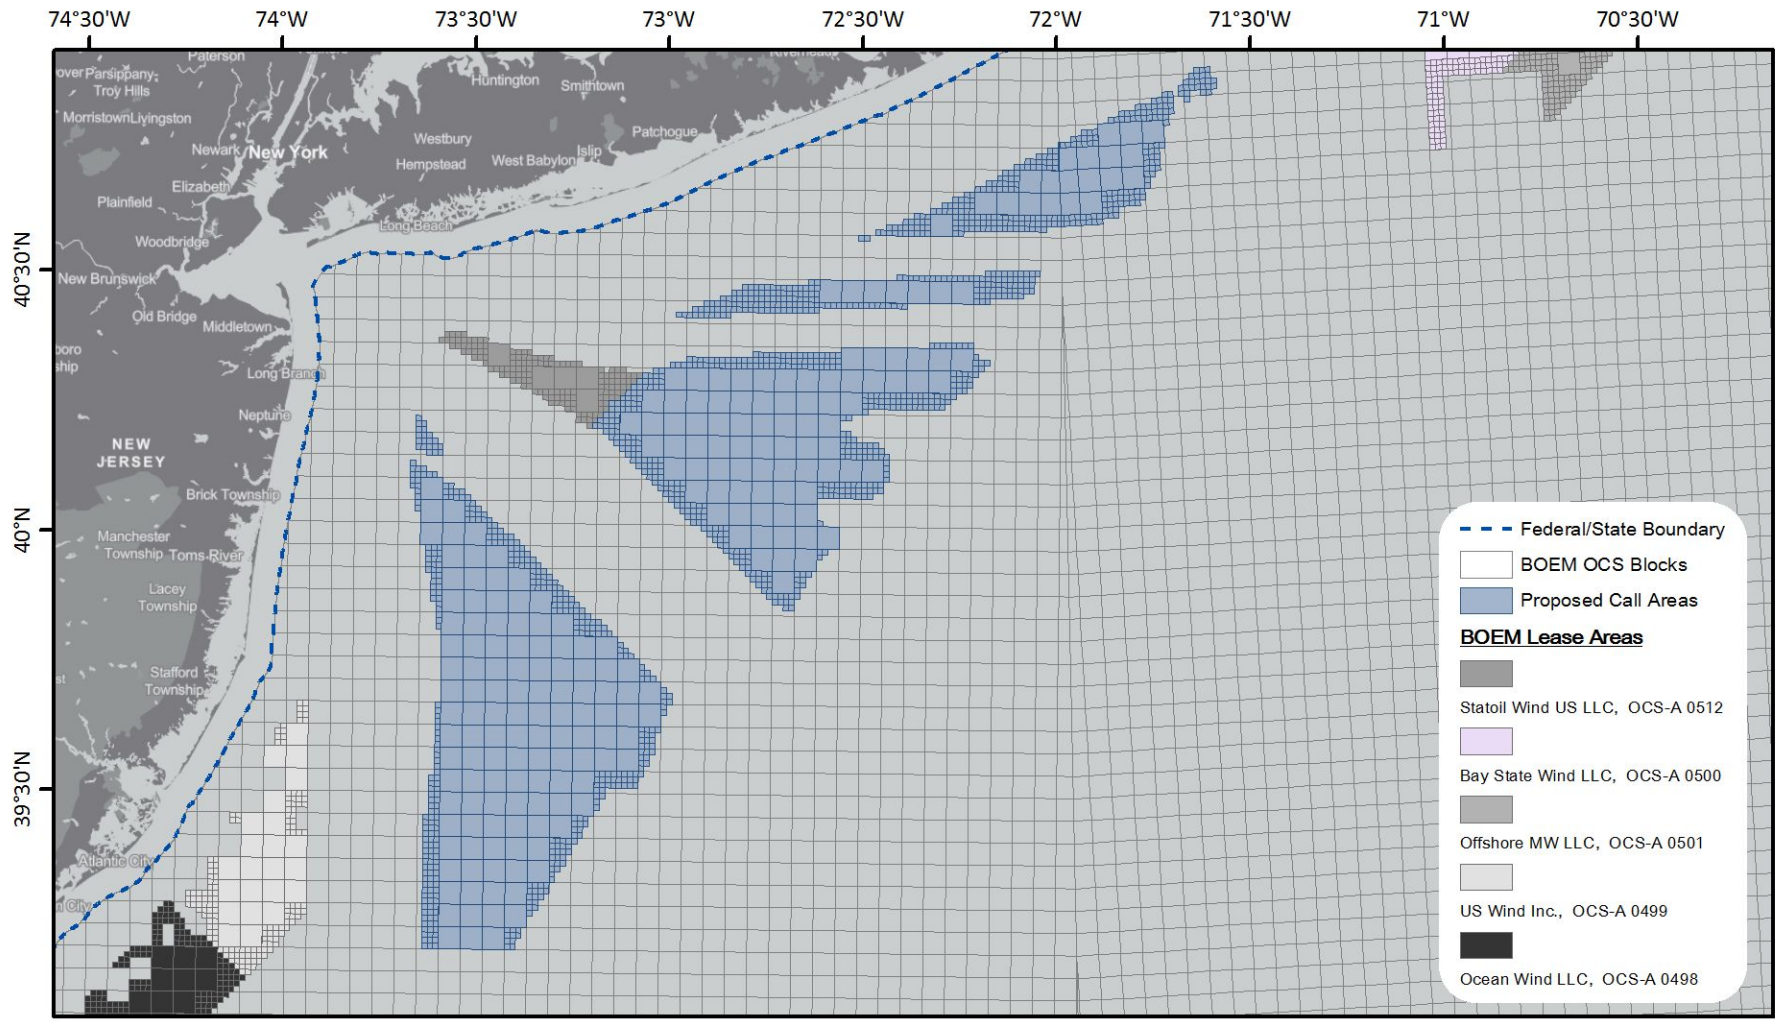 74°30'W 74°W 73°30'W 73°W 72°30'W 72°W 71°30'W 71°W 70°30'W
Paterson
over Parsippany-
Troy Hills
Huntington
Smithtown
Morristown Livingston
Newark
New York
Westbury
Hempstead
West Babylon
Islip
Patchogue
Elizabeth
Plainfield
Long Beach
Woodbridge
40°30'N
New Brunswick
Old Bridge
Middletown
boro
ship
Long Branch
Neptune
NEW
JERSEY
Brick Township
40°N
Manchester
Township
Toms River
Lacey
Township
Stafford
Township
st
39°30'N
Atlantic City
n City
Federal/State Boundary
BOEM OCS Blocks
Proposed Call Areas
BOEM Lease Areas
Statoil Wind US LLC, OCS-A 0512
Bay State Wind LLC, OCS-A 0500
Offshore MW LLC, OCS-A 0501
US Wind Inc., OCS-A 0499
Ocean Wind LLC, OCS-A 0498